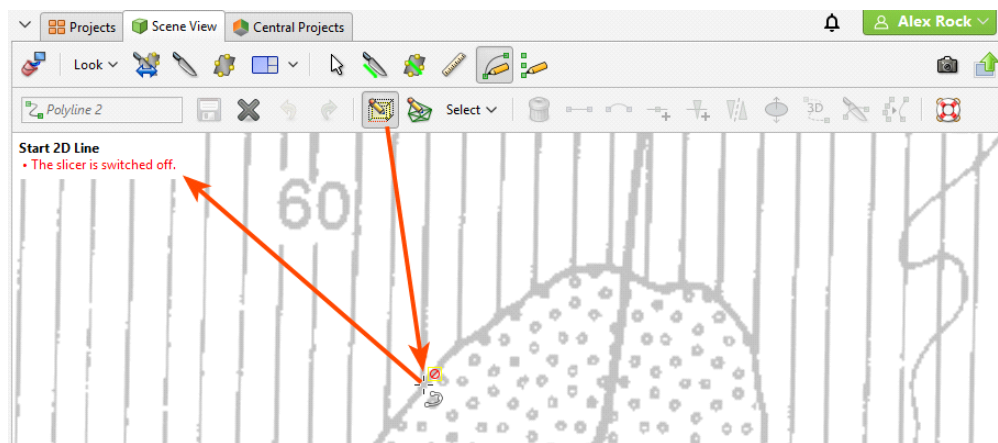 Projects Scene View Central Projects Alex Rock
Look
Polyline 2 Select 3D
Start 2D Line
• The slicer is switched off.
60